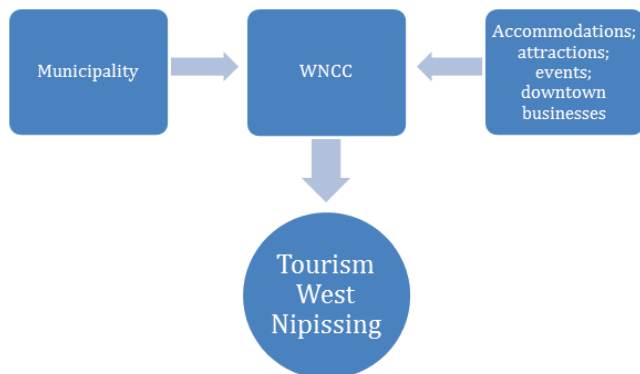 Municipality
WNCC
Accommodations;
attractions;
events;
downtown
businesses
Tourism
West
Nipissing